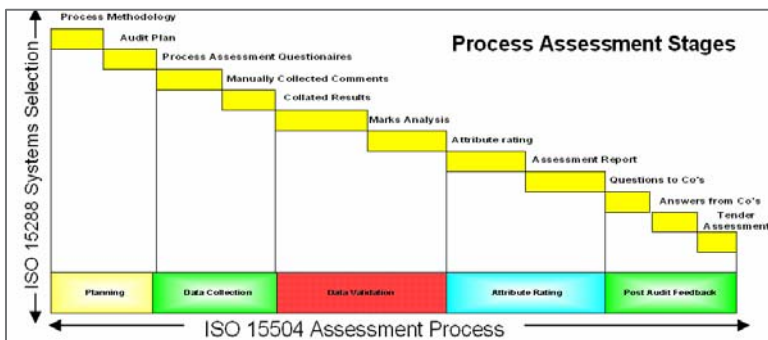 Process Methodology
Audit Plan
Process Assessment Stages
Process Assessment Questionaires
Manually Collected Comments
Collated Results
Marks Analysis
Attribute rating
Assessment Report
Questions to Co's
Answers from Co's
Tender
Assessment
ISO 15288 Systems Selection
Planning
Data Collection
Data Validation
Attribute Rating
Post Audit Feedback
ISO 15504 Assessment Process